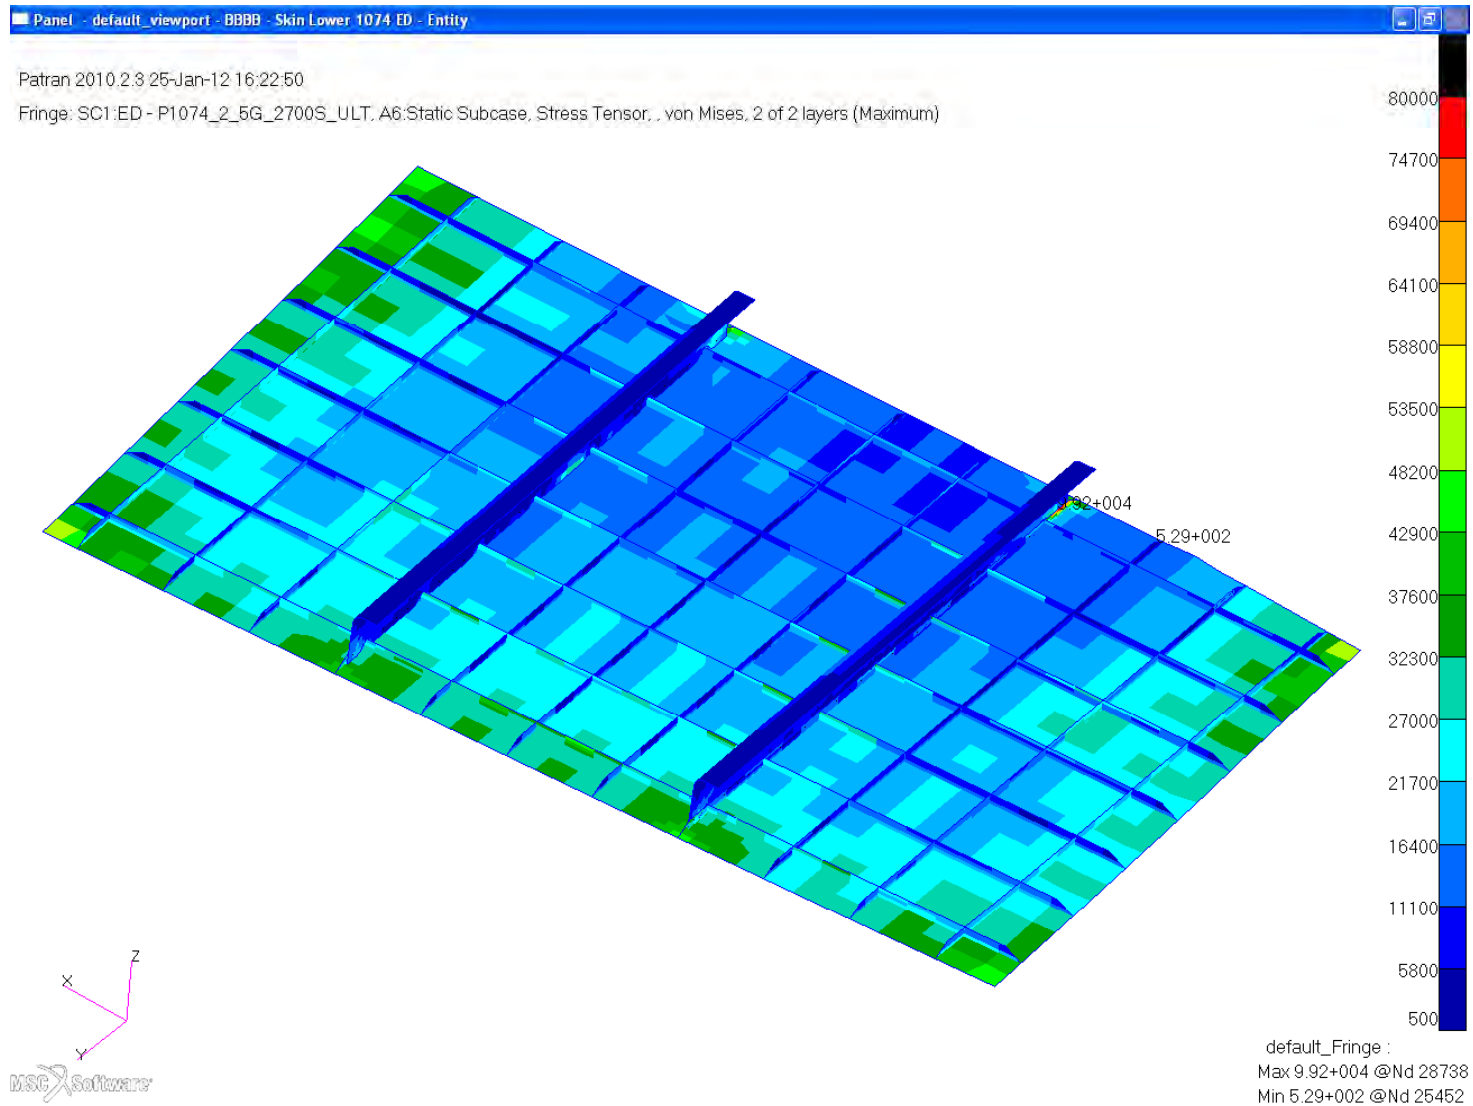 Panel - default_viewport - BBBB - Skin Lower 1074 ED - Entity
Patran 2010.2.3 25-Jan-12 16:22:50
Fringe: SC1:ED - P1074_2_5G_2700S_ULT, A6:Static Subcase, Stress Tensor, , von Mises, 2 of 2 layers (Maximum)
80000
74700
69400
64100
58800
53500
48200
42900
37600
32300
27000
21700
16400
11100
5800
500
9.92+004
5.29+002
Z
X
Y
MSC Software
default_Fringe :
Max 9.92+004 @Nd 28738
Min 5.29+002 @Nd 25452